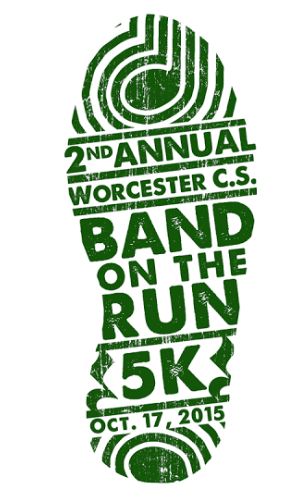 2ND ANNUAL
WORCESTER C.S.
BAND
ON THE
RUN
5K
OCT. 17, 2015